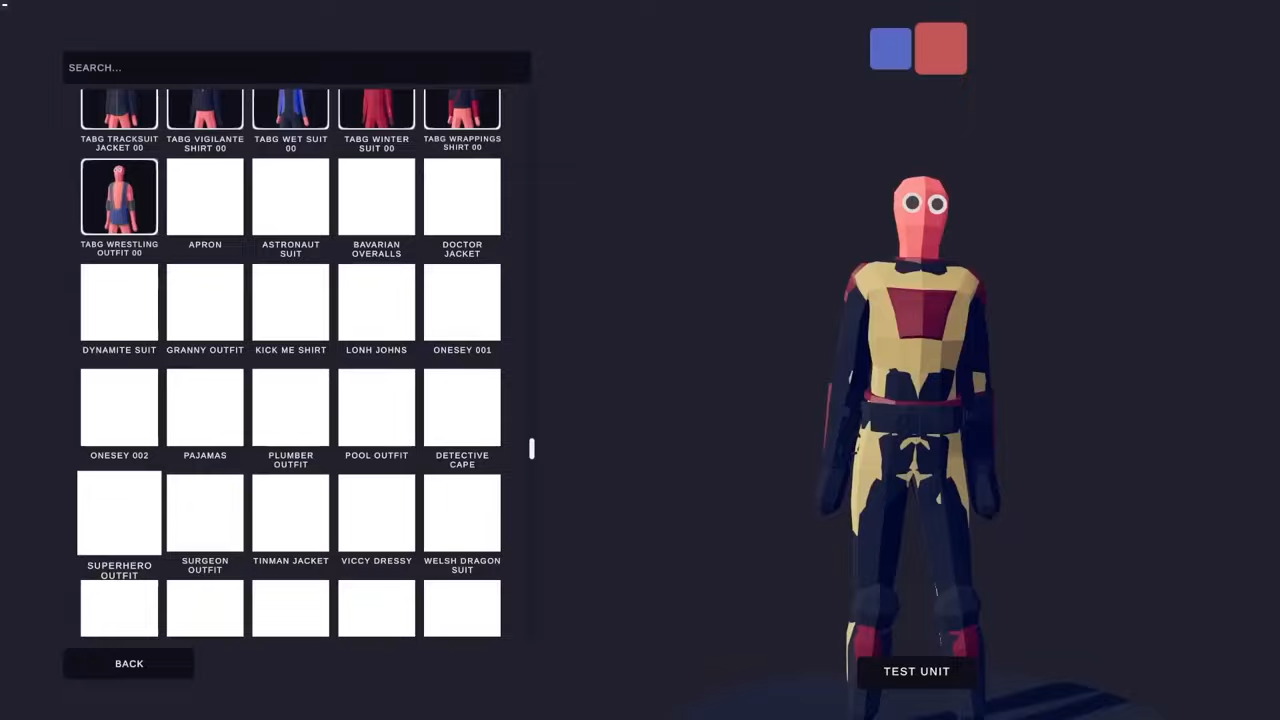 SEARCH...
TABG TRACKSUIT JACKET 00
TABG VIGILANTE SHIRT 00
TABG WET SUIT 00
TABG WINTER SUIT 00
TABG WRAPPINGS SHIRT 00
TABG WRESTLING OUTFIT 00
APRON
ASTRONAUT SUIT
BAVARIAN OVERALLS
DOCTOR JACKET
DYNAMITE SUIT
GRANNY OUTFIT
KICK ME SHIRT
LONH JOHNS
ONESEY 001
ONESEY 002
PAJAMAS
PLUMBER OUTFIT
POOL OUTFIT
DETECTIVE CAPE
SUPERHERO OUTFIT
SURGEON OUTFIT
TINMAN JACKET
VICCY DRESSY
WELSH DRAGON SUIT
BACK
TEST UNIT